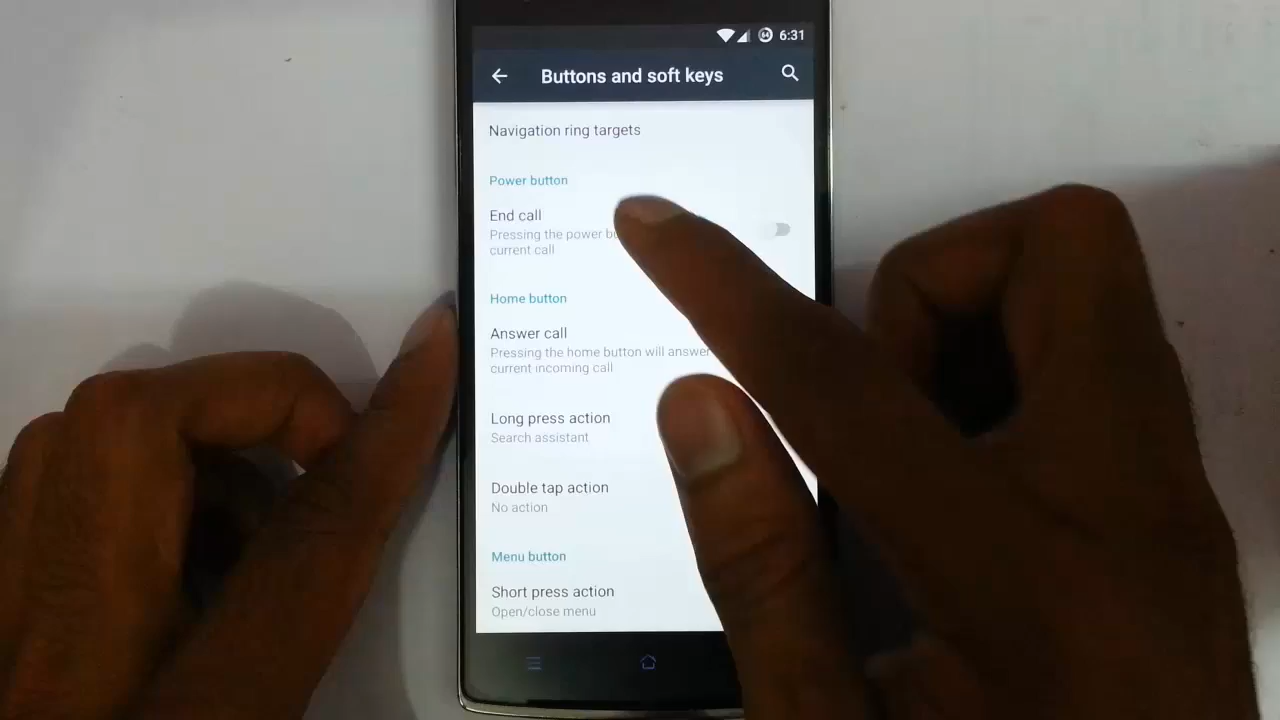 64 6:31
Buttons and soft keys
Navigation ring targets
Power button
End call
Pressing the power
current call
Home button
Answer call
Pressing the home button will answer
current incoming call
Long press action
Search assistant
Double tap action
No action
Menu button
Short press action
Open/close menu